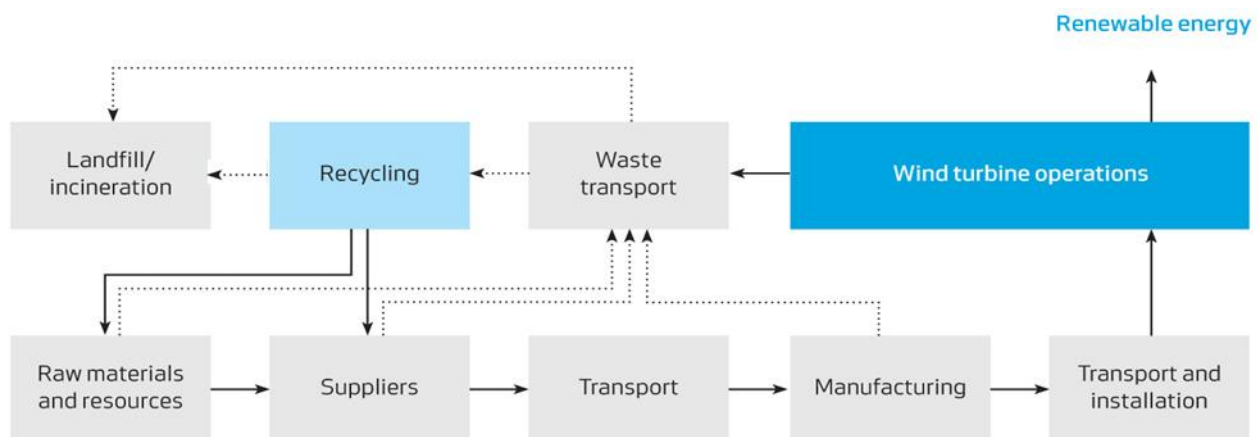 Renewable energy
Landfill/
incineration
Recycling
Waste
transport
Wind turbine operations
Raw materials
and resources
Suppliers
Transport
Manufacturing
Transport and
installation